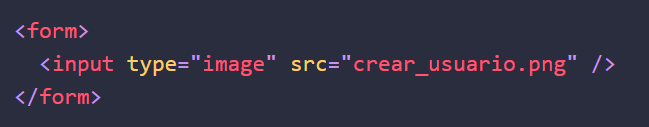 <form>
  <input type="image" src="crear_usuario.png" />
</form>